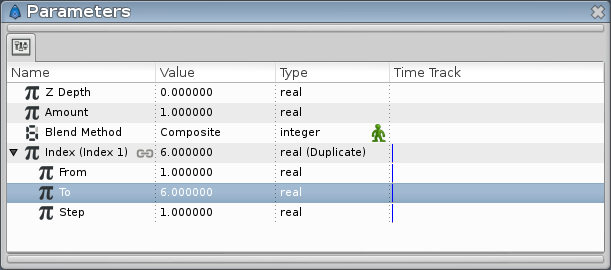 Parameters
Name Value Type Time Track
Z Depth 0.000000 real
Amount 1.000000 real
Blend Method Composite integer
Index (Index 1) 6.000000 real (Duplicate)
From 1.000000 real
To 6.000000 real
Step 1.000000 real